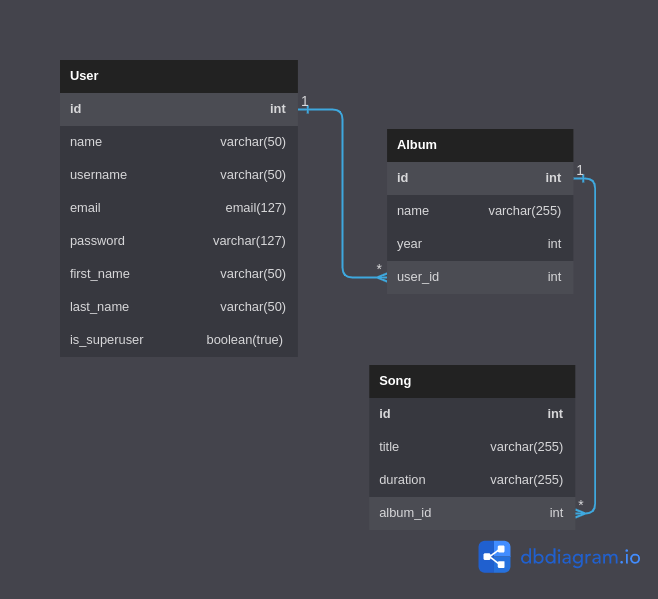 User
id int
name varchar(50)
username varchar(50)
email email(127)
password varchar(127)
first_name varchar(50)
last_name varchar(50)
is_superuser boolean(true)
1
*
Album
id int
name varchar(255)
year int
user_id int
1
*
Song
id int
title varchar(255)
duration varchar(255)
album_id int
dbdiagram.io